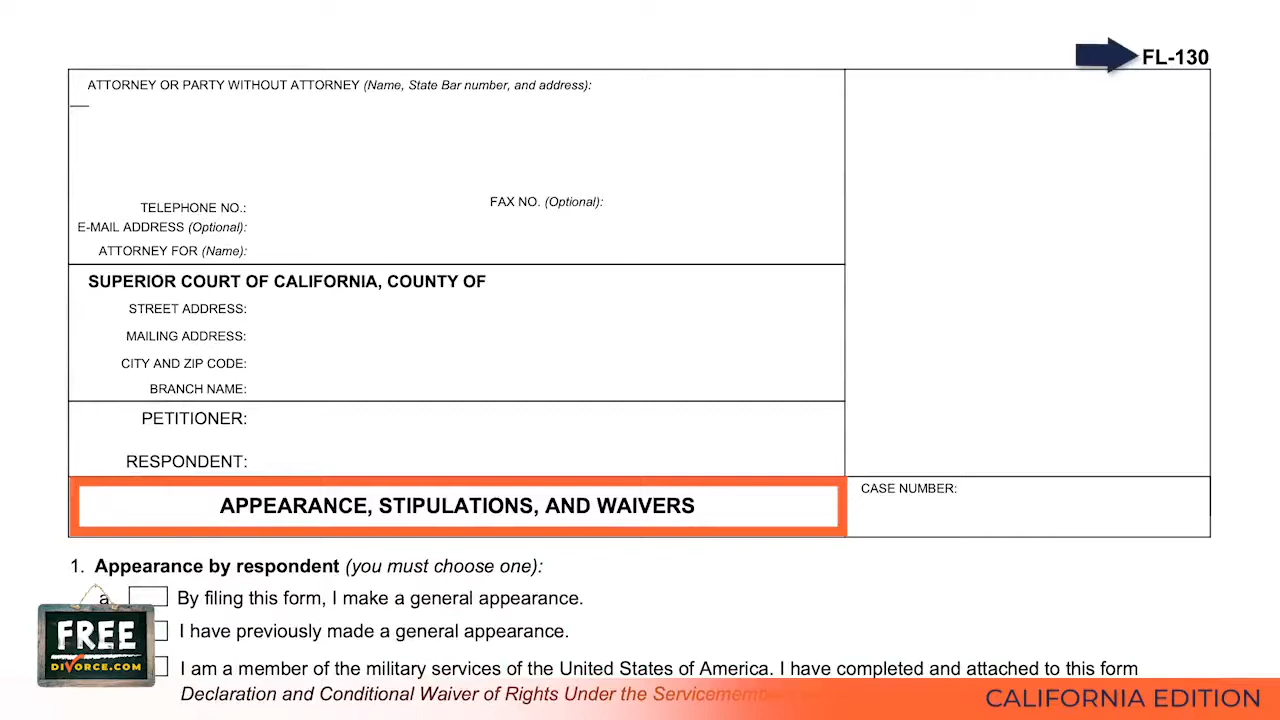 FL-130
ATTORNEY OR PARTY WITHOUT ATTORNEY (Name, State Bar number, and address):
TELEPHONE NO.:
FAX NO. (Optional):
E-MAIL ADDRESS (Optional):
ATTORNEY FOR (Name):
SUPERIOR COURT OF CALIFORNIA, COUNTY OF
STREET ADDRESS:
MAILING ADDRESS:
CITY AND ZIP CODE:
BRANCH NAME:
PETITIONER:
RESPONDENT:
APPEARANCE, STIPULATIONS, AND WAIVERS
CASE NUMBER:
1. Appearance by respondent (you must choose one):
a
By filing this form, I make a general appearance.
I have previously made a general appearance.
I am a member of the military services of the United States of America. I have completed and attached to this form
Declaration and Conditional Waiver of Rights Under the
FREE
DIVORCE.COM
CALIFORNIA EDITION